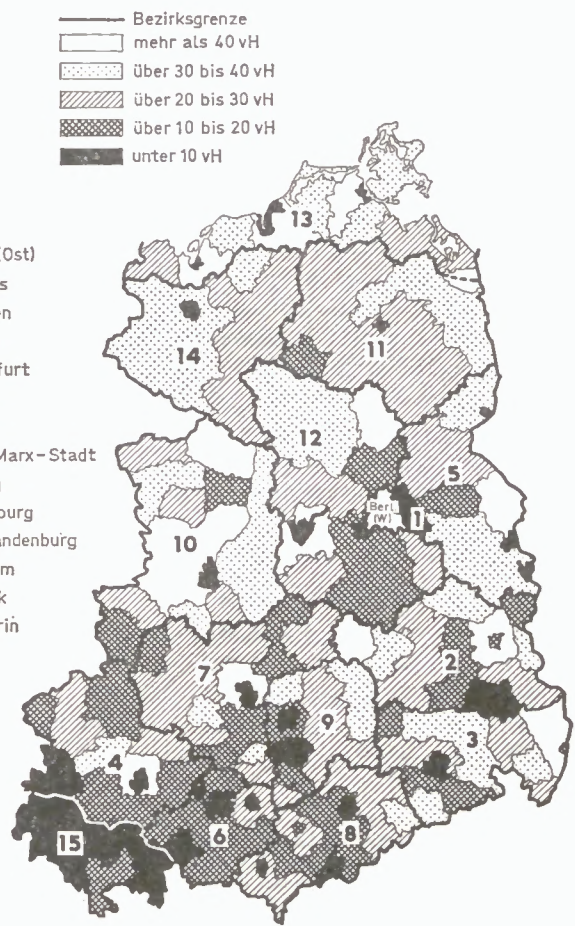 Bezirksgrenze
mehr als 40 vH
über 30 bis 40 vH
über 20 bis 30 vH
über 10 bis 20 vH
unter 10 vH
(Ost)
s
en
furt
Marx-Stadt
burg
andenburg
m
k
rin
13
14
11
12
5
Berl.
(W)
1
10
2
7
9
3
4
15
6
8